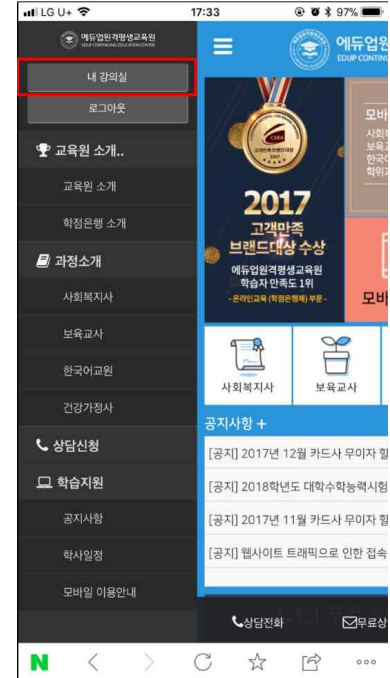 LG U+ 17:33 97%
에듀업원격평생교육원
EDUP CONTINUING EDUCATION CENTER
내 강의실
로그아웃
교육원 소개..
교육원 소개
학점은행 소개
과정소개
사회복지사
보육교사
한국어교원
건강가정사
상담신청
학습지원
공지사항
학사일정
모바일 이용안내
에듀업원
EDUP CONTINU
2017
고객만족
브랜드대상 수상
에듀업원격평생교육원
학습자 만족도 1위
- 온라인교육 (학점은행제) 부문 -
모바
사회복
보육교
한국어
학위과
모바
사회복지사
보육교사
공지사항 +
[공지] 2017년 12월 카드사 무이자 할
[공지] 2018학년도 대학수학능력시험
[공지] 2017년 11월 카드사 무이자 할
[공지] 웹사이트 트래픽으로 인한 접속
상담전화
무료상
N